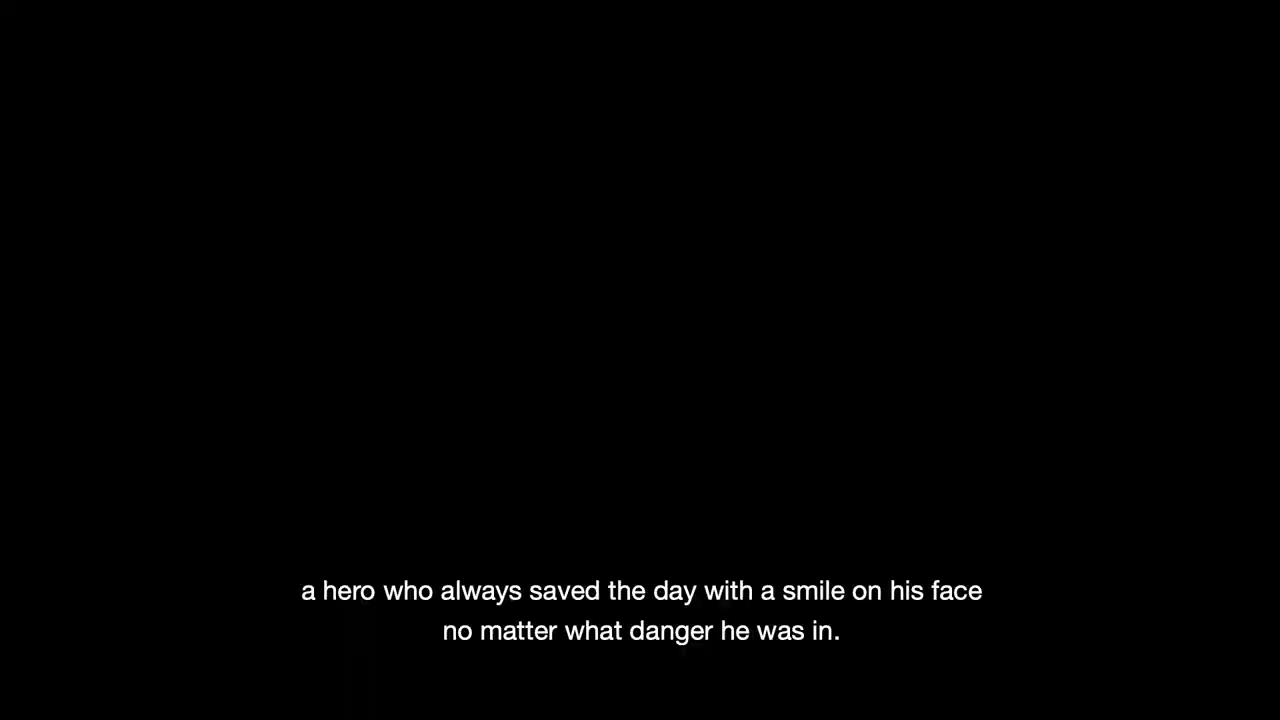 a hero who always saved the day with a smile on his face
no matter what danger he was in.